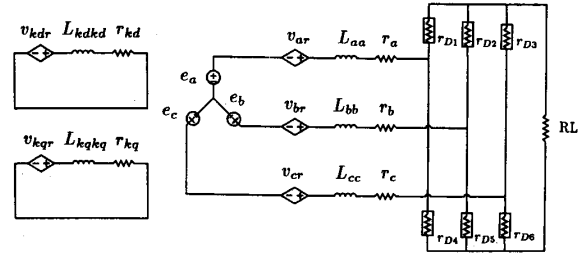 v_kdr L_kdkd r_kd
v_ar L_aa r_a
r_D1 r_D2 r_D3
e_a
e_c e_b
v_br L_bb r_b
RL
v_kqr L_kqkq r_kq
v_cr L_cc r_c
r_D4 r_D5 r_D6